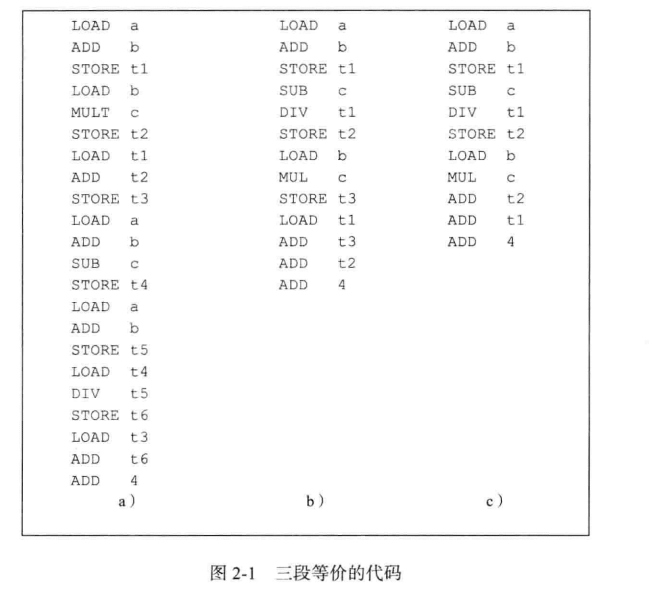 LOAD a LOAD a LOAD a
ADD b ADD b ADD b
STORE t1 STORE t1 STORE t1
LOAD b SUB c SUB c
MULT c DIV t1 DIV t1
STORE t2 STORE t2 STORE t2
LOAD t1 LOAD b LOAD b
ADD t2 MUL c MUL c
STORE t3 STORE t3 ADD t2
LOAD a LOAD t1 ADD t1
ADD b ADD t3 ADD 4
SUB c ADD t2
STORE t4 ADD 4
LOAD a
ADD b
STORE t5
LOAD t4
DIV t5
STORE t6
LOAD t3
ADD t6
ADD 4
a） b） c）
图 2-1 三段等价的代码